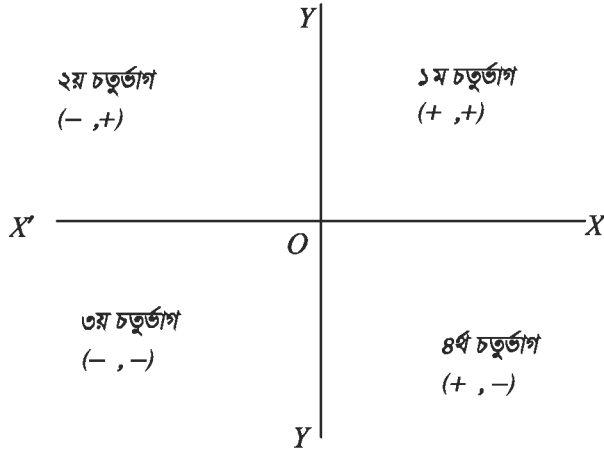 Y
২য় চতুর্ভাগ
(– ,+)
১ম চতুর্ভাগ
(+ ,+)
X'
X
O
৩য় চতুর্ভাগ
(– , –)
৪র্থ চতুর্ভাগ
(+ , –)
Y